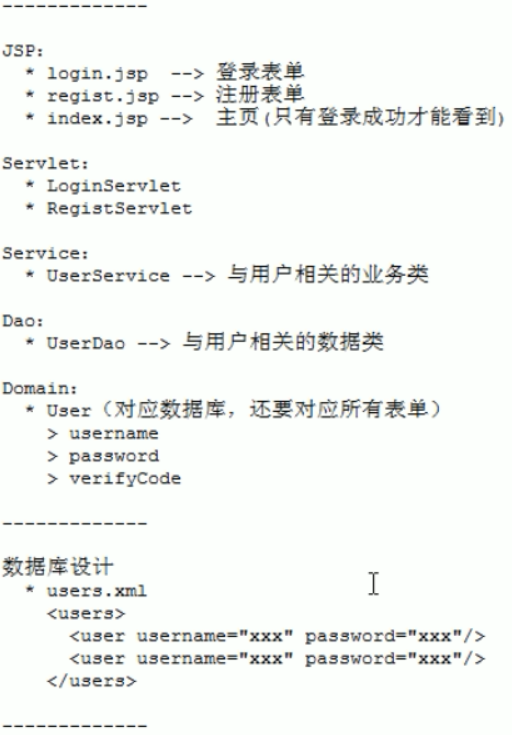 -------------
JSP:
* login.jsp --> 登录表单
* regist.jsp --> 注册表单
* index.jsp --> 主页(只有登录成功才能看到)
Servlet:
* LoginServlet
* RegistServlet
Service:
* UserService --> 与用户相关的业务类
Dao:
* UserDao --> 与用户相关的数据类
Domain:
* User（对应数据库，还要对应所有表单）
> username
> password
> verifyCode
-------------
数据库设计
* users.xml
<users>
<user username="xxx" password="xxx"/>
<user username="xxx" password="xxx"/>
</users>
-------------